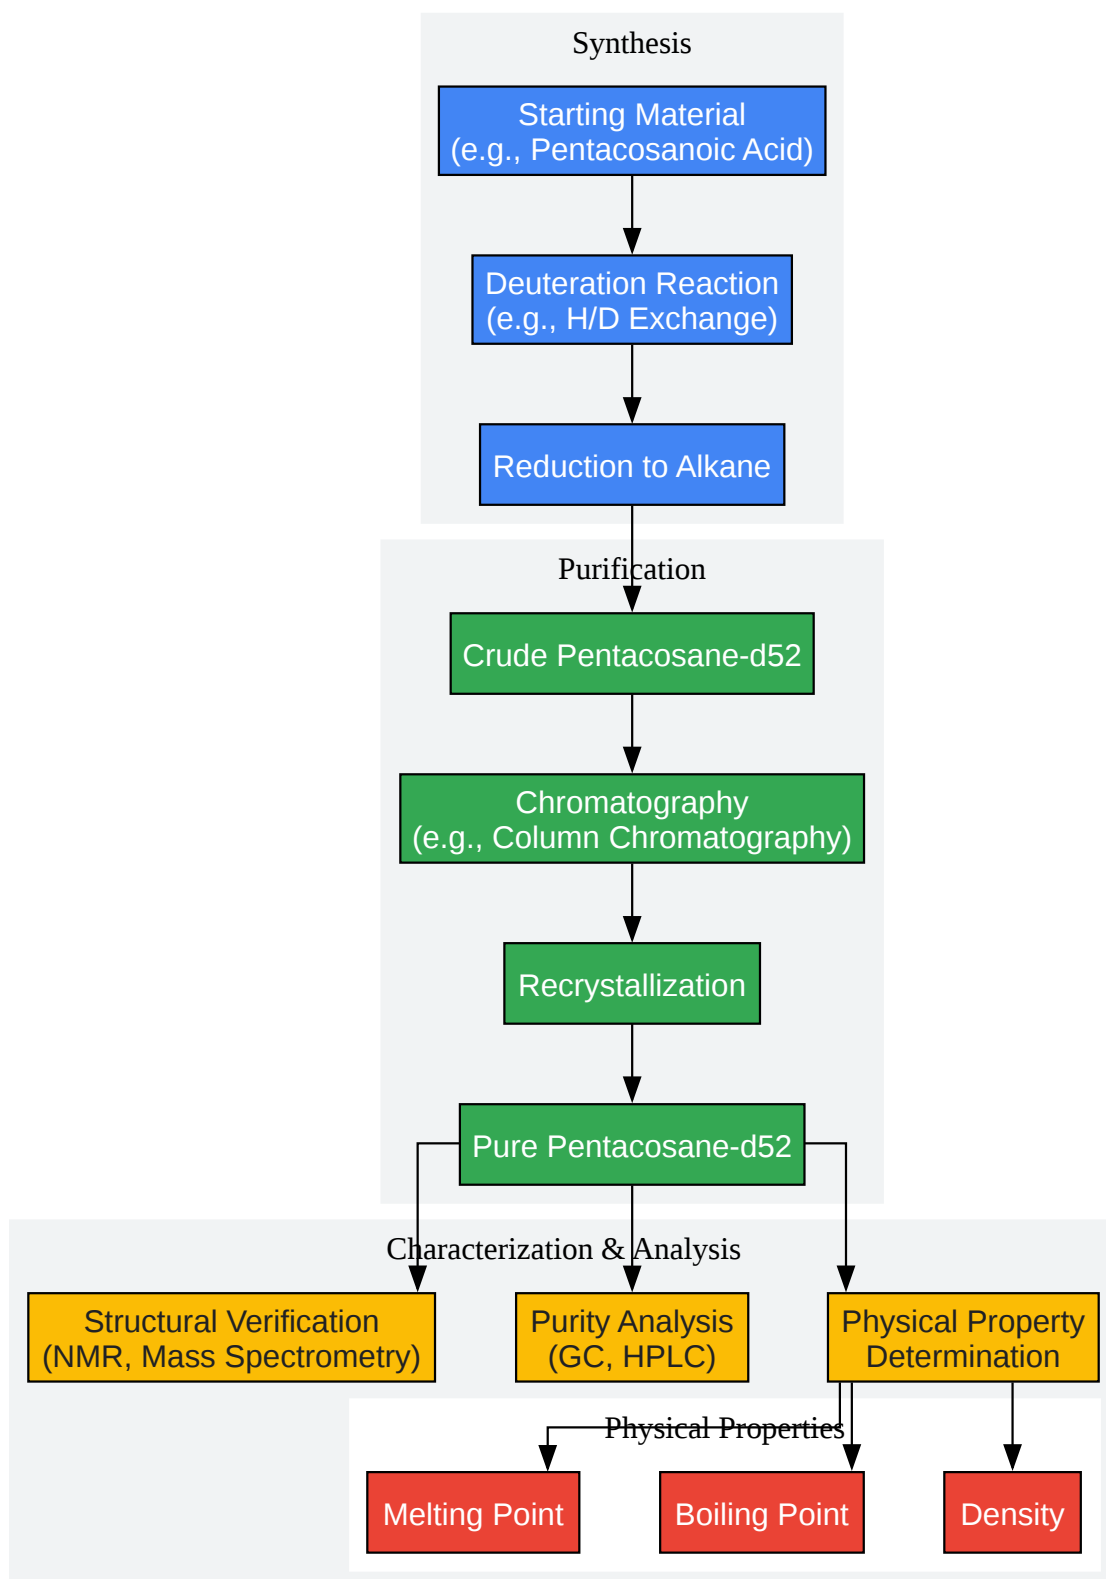 Synthesis
Starting Material
(e.g., Pentacosanoic Acid)
Deuteration Reaction
(e.g., H/D Exchange)
Reduction to Alkane
Purification
Crude Pentacosane-d52
Chromatography
(e.g., Column Chromatography)
Recrystallization
Pure Pentacosane-d52
Characterization & Analysis
Structural Verification
(NMR, Mass Spectrometry)
Purity Analysis
(GC, HPLC)
Physical Property
Determination
Physical Properties
Melting Point
Boiling Point
Density